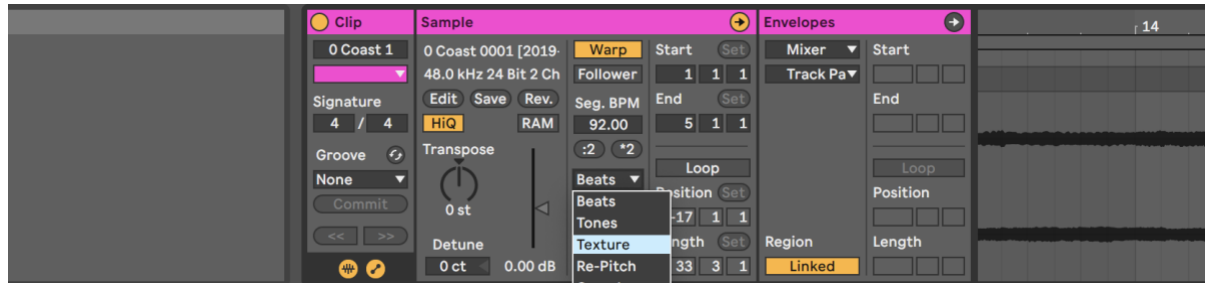 Clip
0 Coast 1
Signature
4 / 4
Groove
None
Commit
<< >>
Sample
0 Coast 0001 [2019-
48.0 kHz 24 Bit 2 Ch
Edit Save Rev.
HiQ RAM
Transpose
0 st
Detune
0 ct 0.00 dB
Warp
Follower
Seg. BPM
92.00
:2 *2
Beats
Beats
Tones
Texture
Re-Pitch
Start Set
1 1 1
End Set
5 1 1
Loop
Position Set
-17 1 1
ngth Set
33 3 1
Envelopes
Mixer
Track Pa
Region
Linked
Start
End
Loop
Position
Length
14